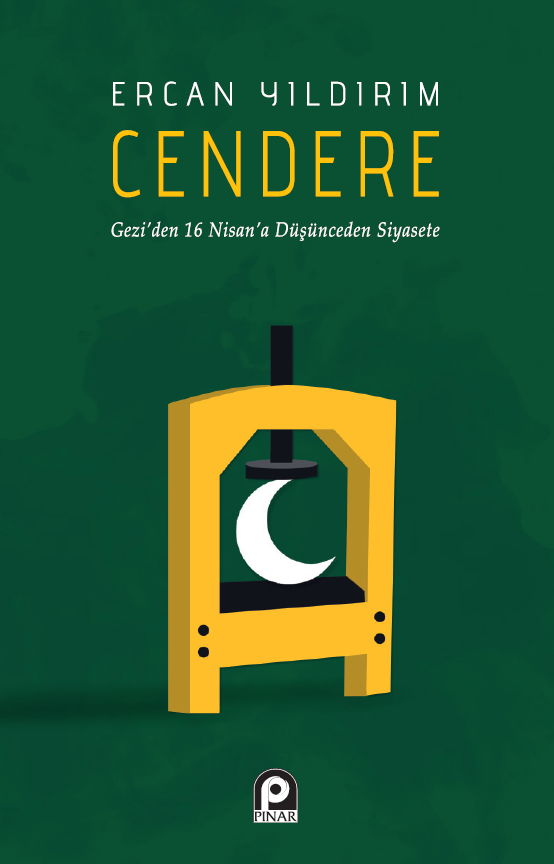 ERCAN YILDIRIM
CENDERE
Gezi'den 16 Nisan'a Düşünceden Siyasete
PINAR